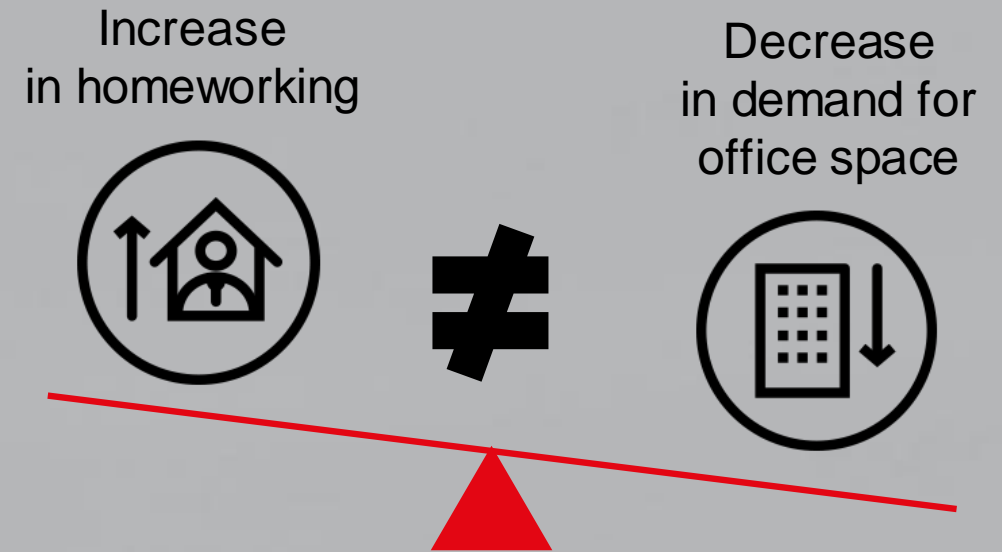 Increase
in homeworking
Decrease
in demand for
office space
≠